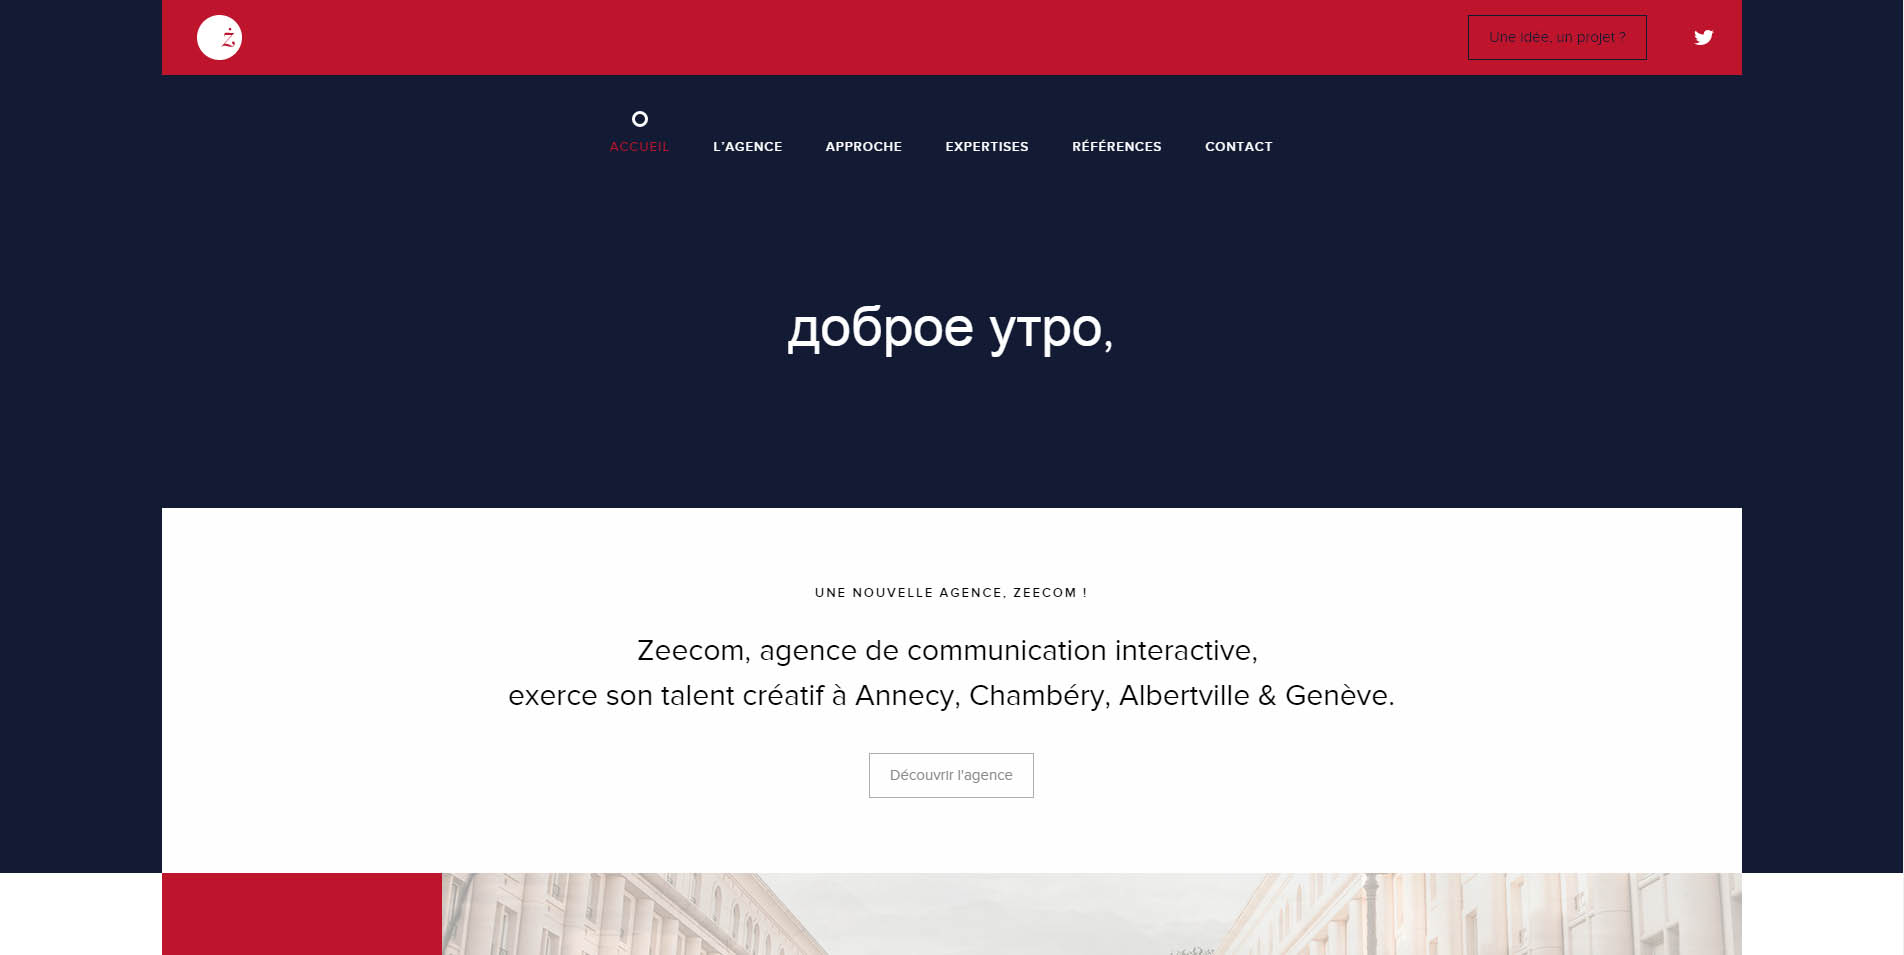 ż
Une idée, un projet ?
ACCUEIL
L'AGENCE
APPROCHE
EXPERTISES
RÉFÉRENCES
CONTACT
доброе утро,
UNE NOUVELLE AGENCE, ZEECOM !
Zeecom, agence de communication interactive,
exerce son talent créatif à Annecy, Chambéry, Albertville & Genève.
Découvrir l'agence